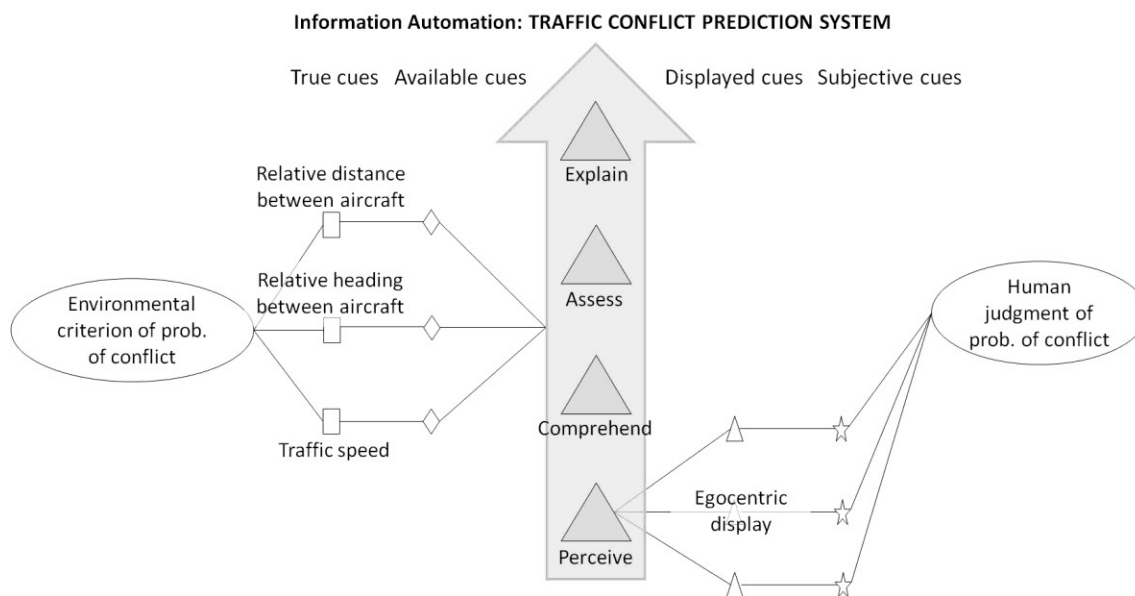 Information Automation: TRAFFIC CONFLICT PREDICTION SYSTEM
True cues Available cues
Displayed cues Subjective cues
Explain
Relative distance
between aircraft
Relative heading
between aircraft
Assess
Environmental
criterion of prob.
of conflict
Human
judgment of
prob. of conflict
Comprehend
Traffic speed
Egocentric
display
Perceive